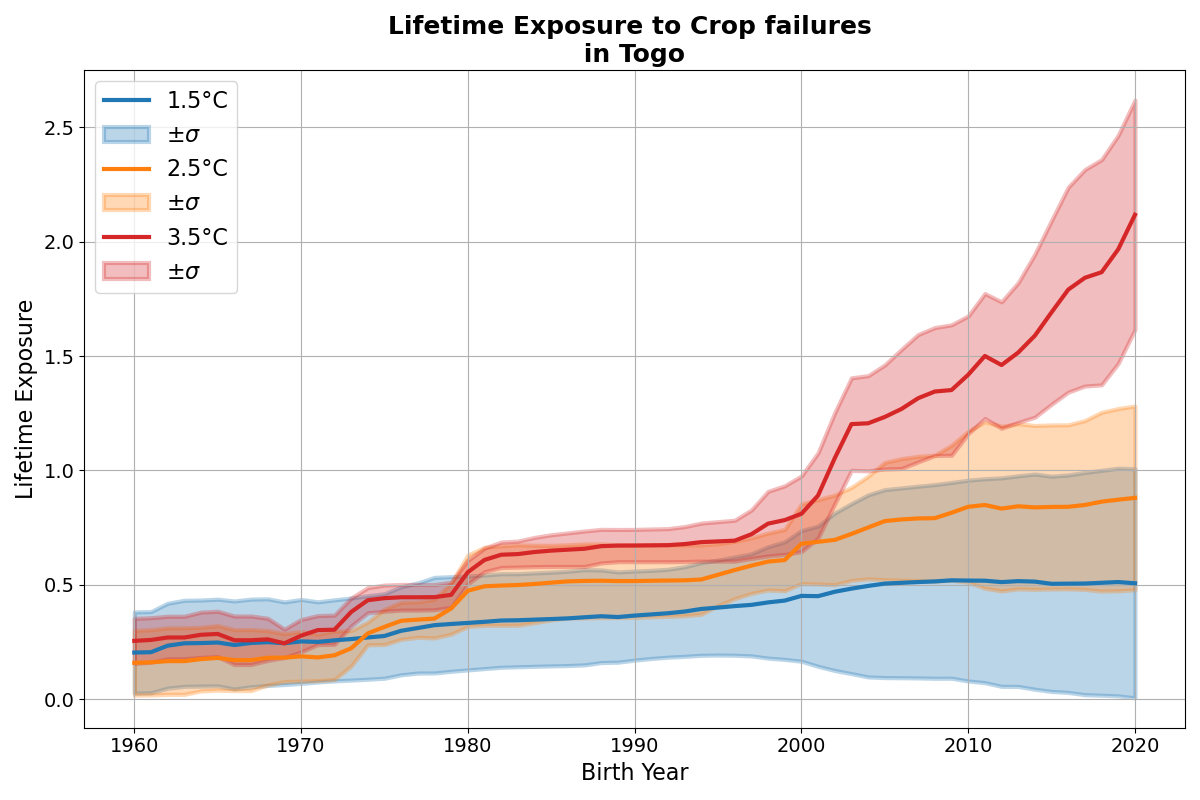 Lifetime Exposure to Crop failures
in Togo
1.5°C
±σ
2.5°C
±σ
3.5°C
±σ
Lifetime Exposure
2.5
2.0
1.5
1.0
0.5
0.0
1960 1970 1980 1990 2000 2010 2020
Birth Year